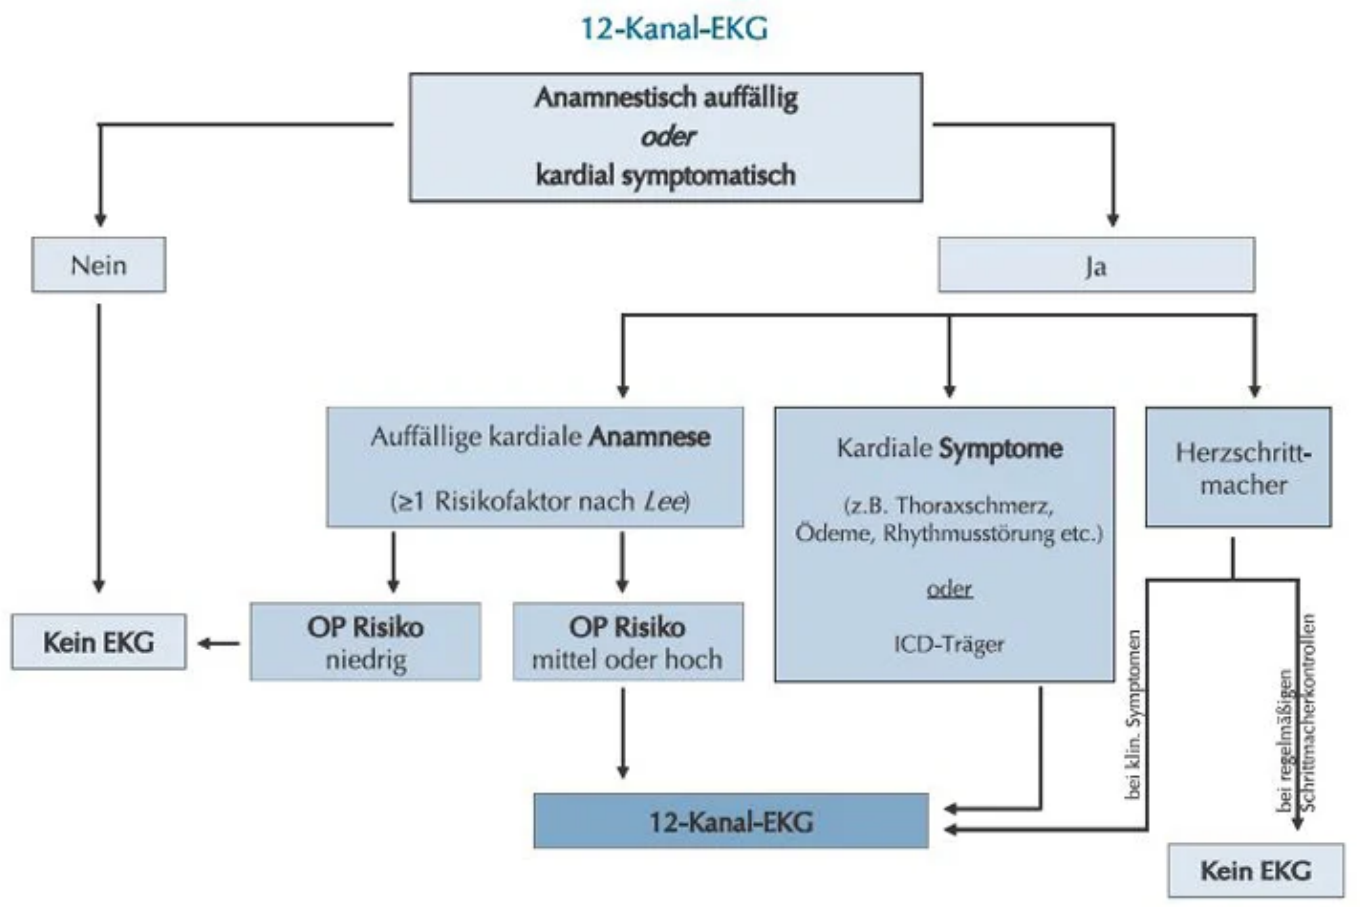 12-Kanal-EKG
Anamnestisch auffällig
oder
kardial symptomatisch
Nein
Ja
Auffällige kardiale Anamnese
(≥1 Risikofaktor nach Lee)
Kardiale Symptome
(z.B. Thoraxschmerz,
Ödeme, Rhythmusstörung etc.)
oder
ICD-Träger
Herzschritt-
macher
Kein EKG
OP Risiko
niedrig
OP Risiko
mittel oder hoch
bei klin. Symptomen
bei regelmäßigen
Schrittmacherkontrollen
12-Kanal-EKG
Kein EKG